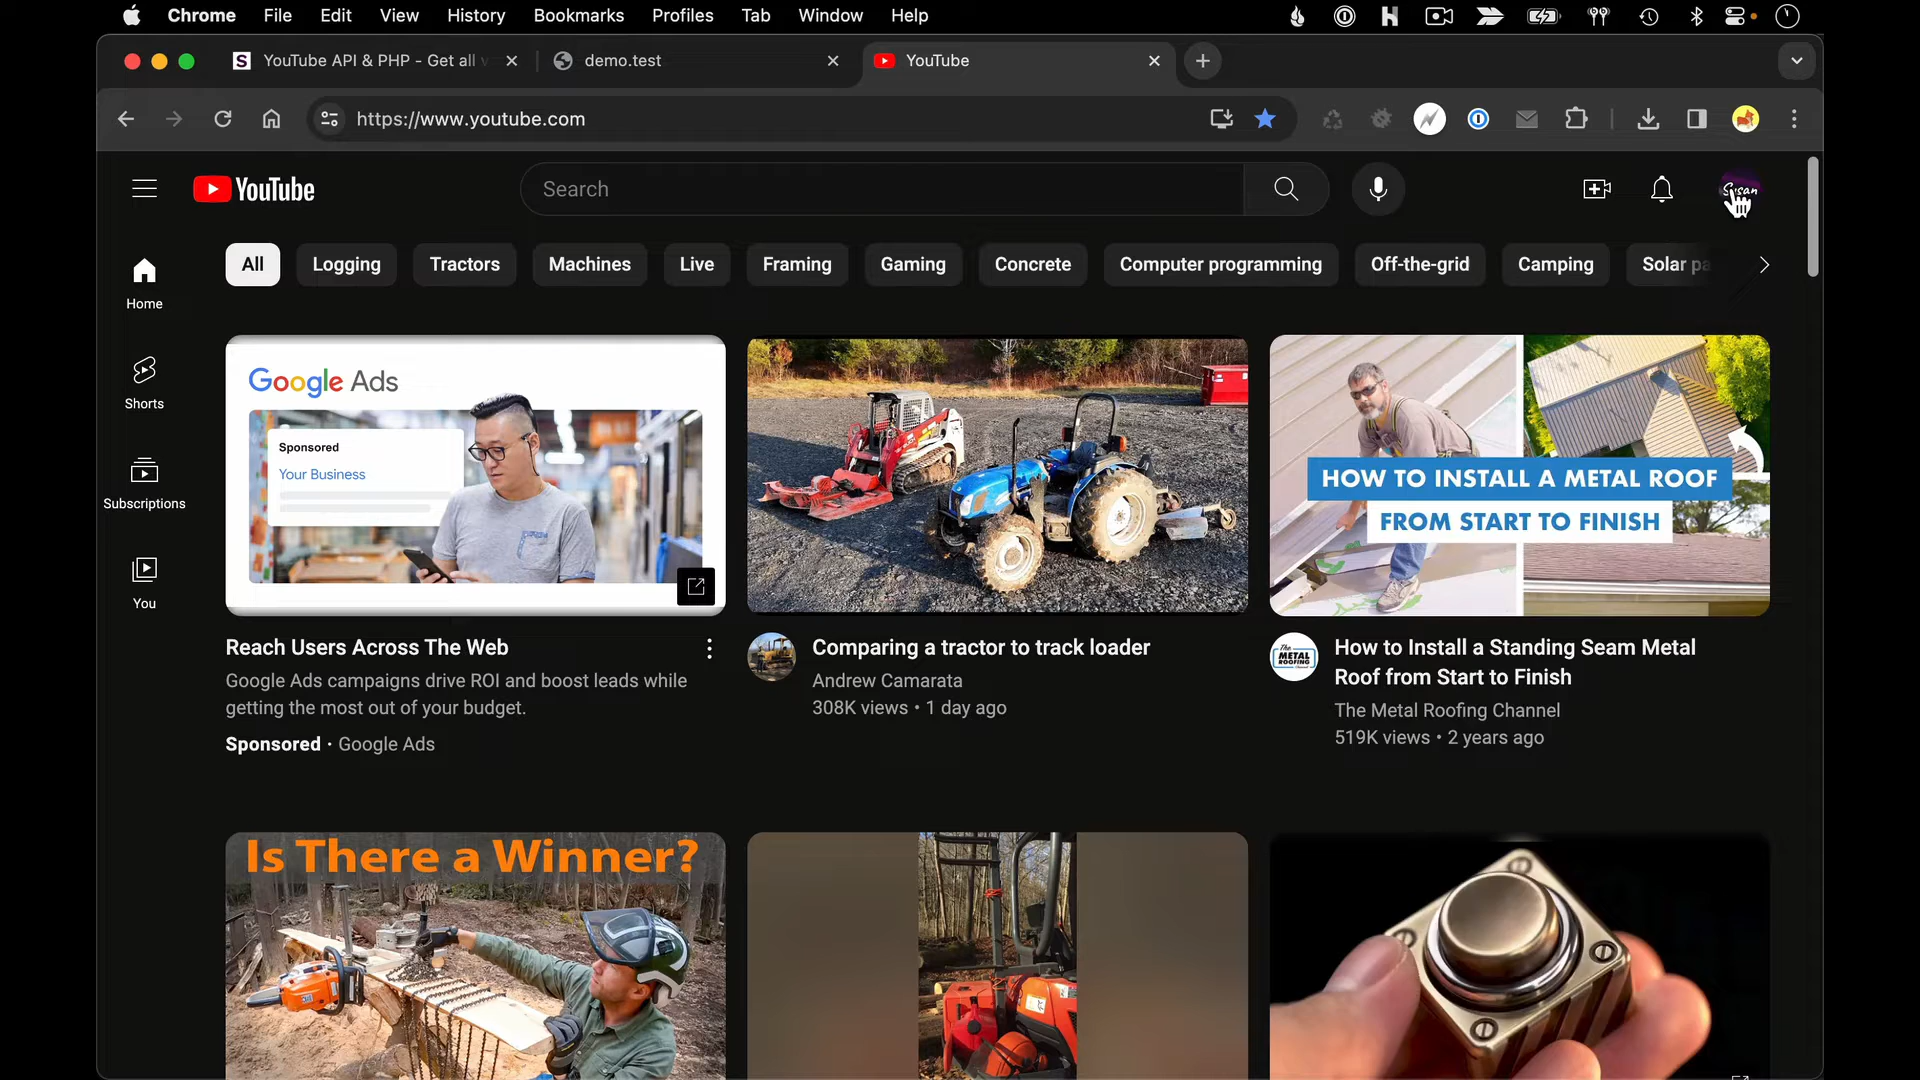 Chrome File Edit View History Bookmarks Profiles Tab Window Help
S YouTube API & PHP - Get all demo.test YouTube
https://www.youtube.com
YouTube Search Susan
All Logging Tractors Machines Live Framing Gaming Concrete Computer programming Off-the-grid Camping Solar pa
Home
Shorts
Subscriptions
You
Google Ads
Sponsored
Your Business
Reach Users Across The Web
Google Ads campaigns drive ROI and boost leads while
getting the most out of your budget.
Sponsored · Google Ads
Comparing a tractor to track loader
Andrew Camarata
308K views • 1 day ago
HOW TO INSTALL A METAL ROOF
FROM START TO FINISH
The
METAL
ROOFING
How to Install a Standing Seam Metal
Roof from Start to Finish
The Metal Roofing Channel
519K views • 2 years ago
Is There a Winner?